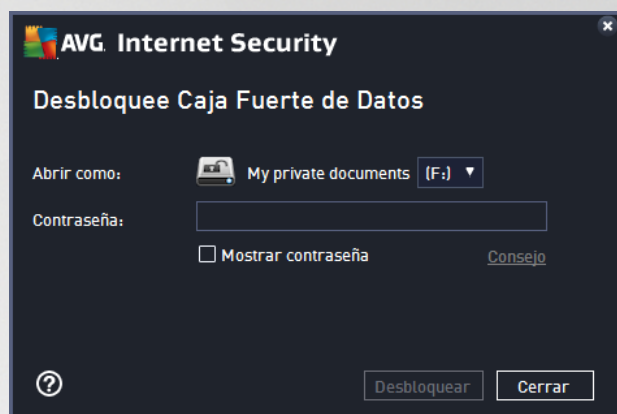 AVG. Internet Security
Desbloquee Caja Fuerte de Datos
Abrir como: My private documents (F:)
Contraseña:
Mostrar contraseña Consejo
Desbloquear Cerrar